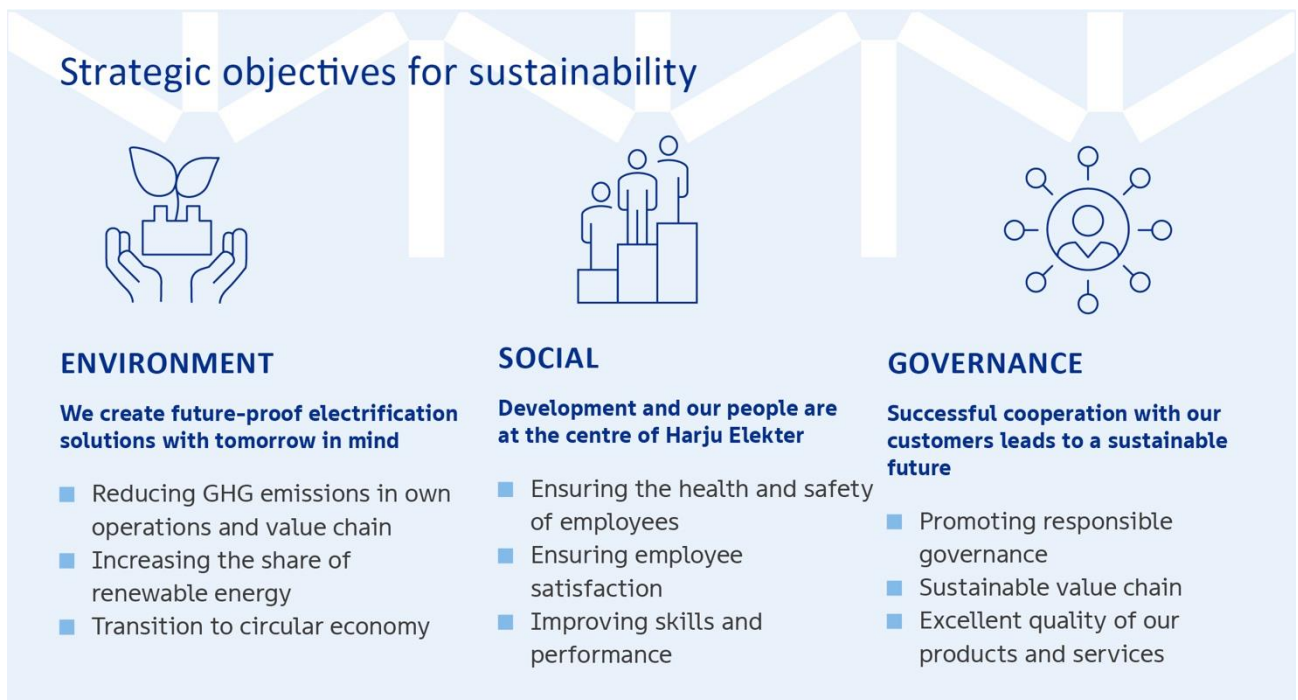 Strategic objectives for sustainability
ENVIRONMENT
We create future-proof electrification
solutions with tomorrow in mind
Reducing GHG emissions in own
operations and value chain
Increasing the share of
renewable energy
Transition to circular economy
SOCIAL
Development and our people are
at the centre of Harju Elekter
Ensuring the health and safety
of employees
Ensuring employee
satisfaction
Improving skills and
performance
GOVERNANCE
Successful cooperation with our
customers leads to a sustainable
future
Promoting responsible
governance
Sustainable value chain
Excellent quality of our
products and services